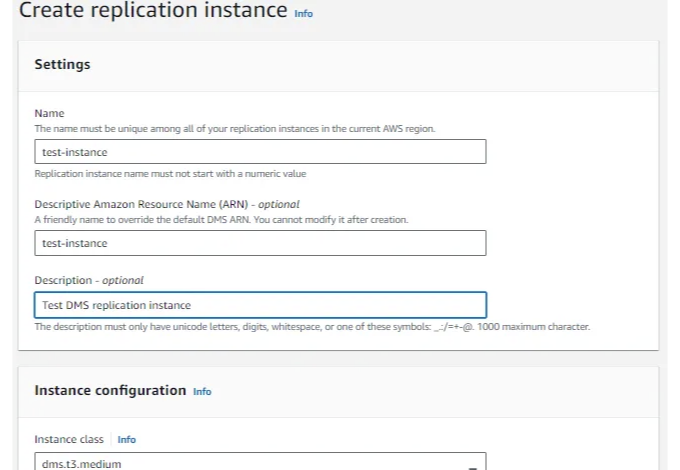 Create replication instance Info
Settings
Name
The name must be unique among all of your replication instances in the current AWS region.
test-instance
Replication instance name must not start with a numeric value
Descriptive Amazon Resource Name (ARN) - optional
A friendly name to override the default DMS ARN. You cannot modify it after creation.
test-instance
Description - optional
Test DMS replication instance
The description must only have unicode letters, digits, whitespace, or one of these symbols: _.:/=+-@. 1000 maximum character.
Instance configuration Info
Instance class Info
dms.t3.medium